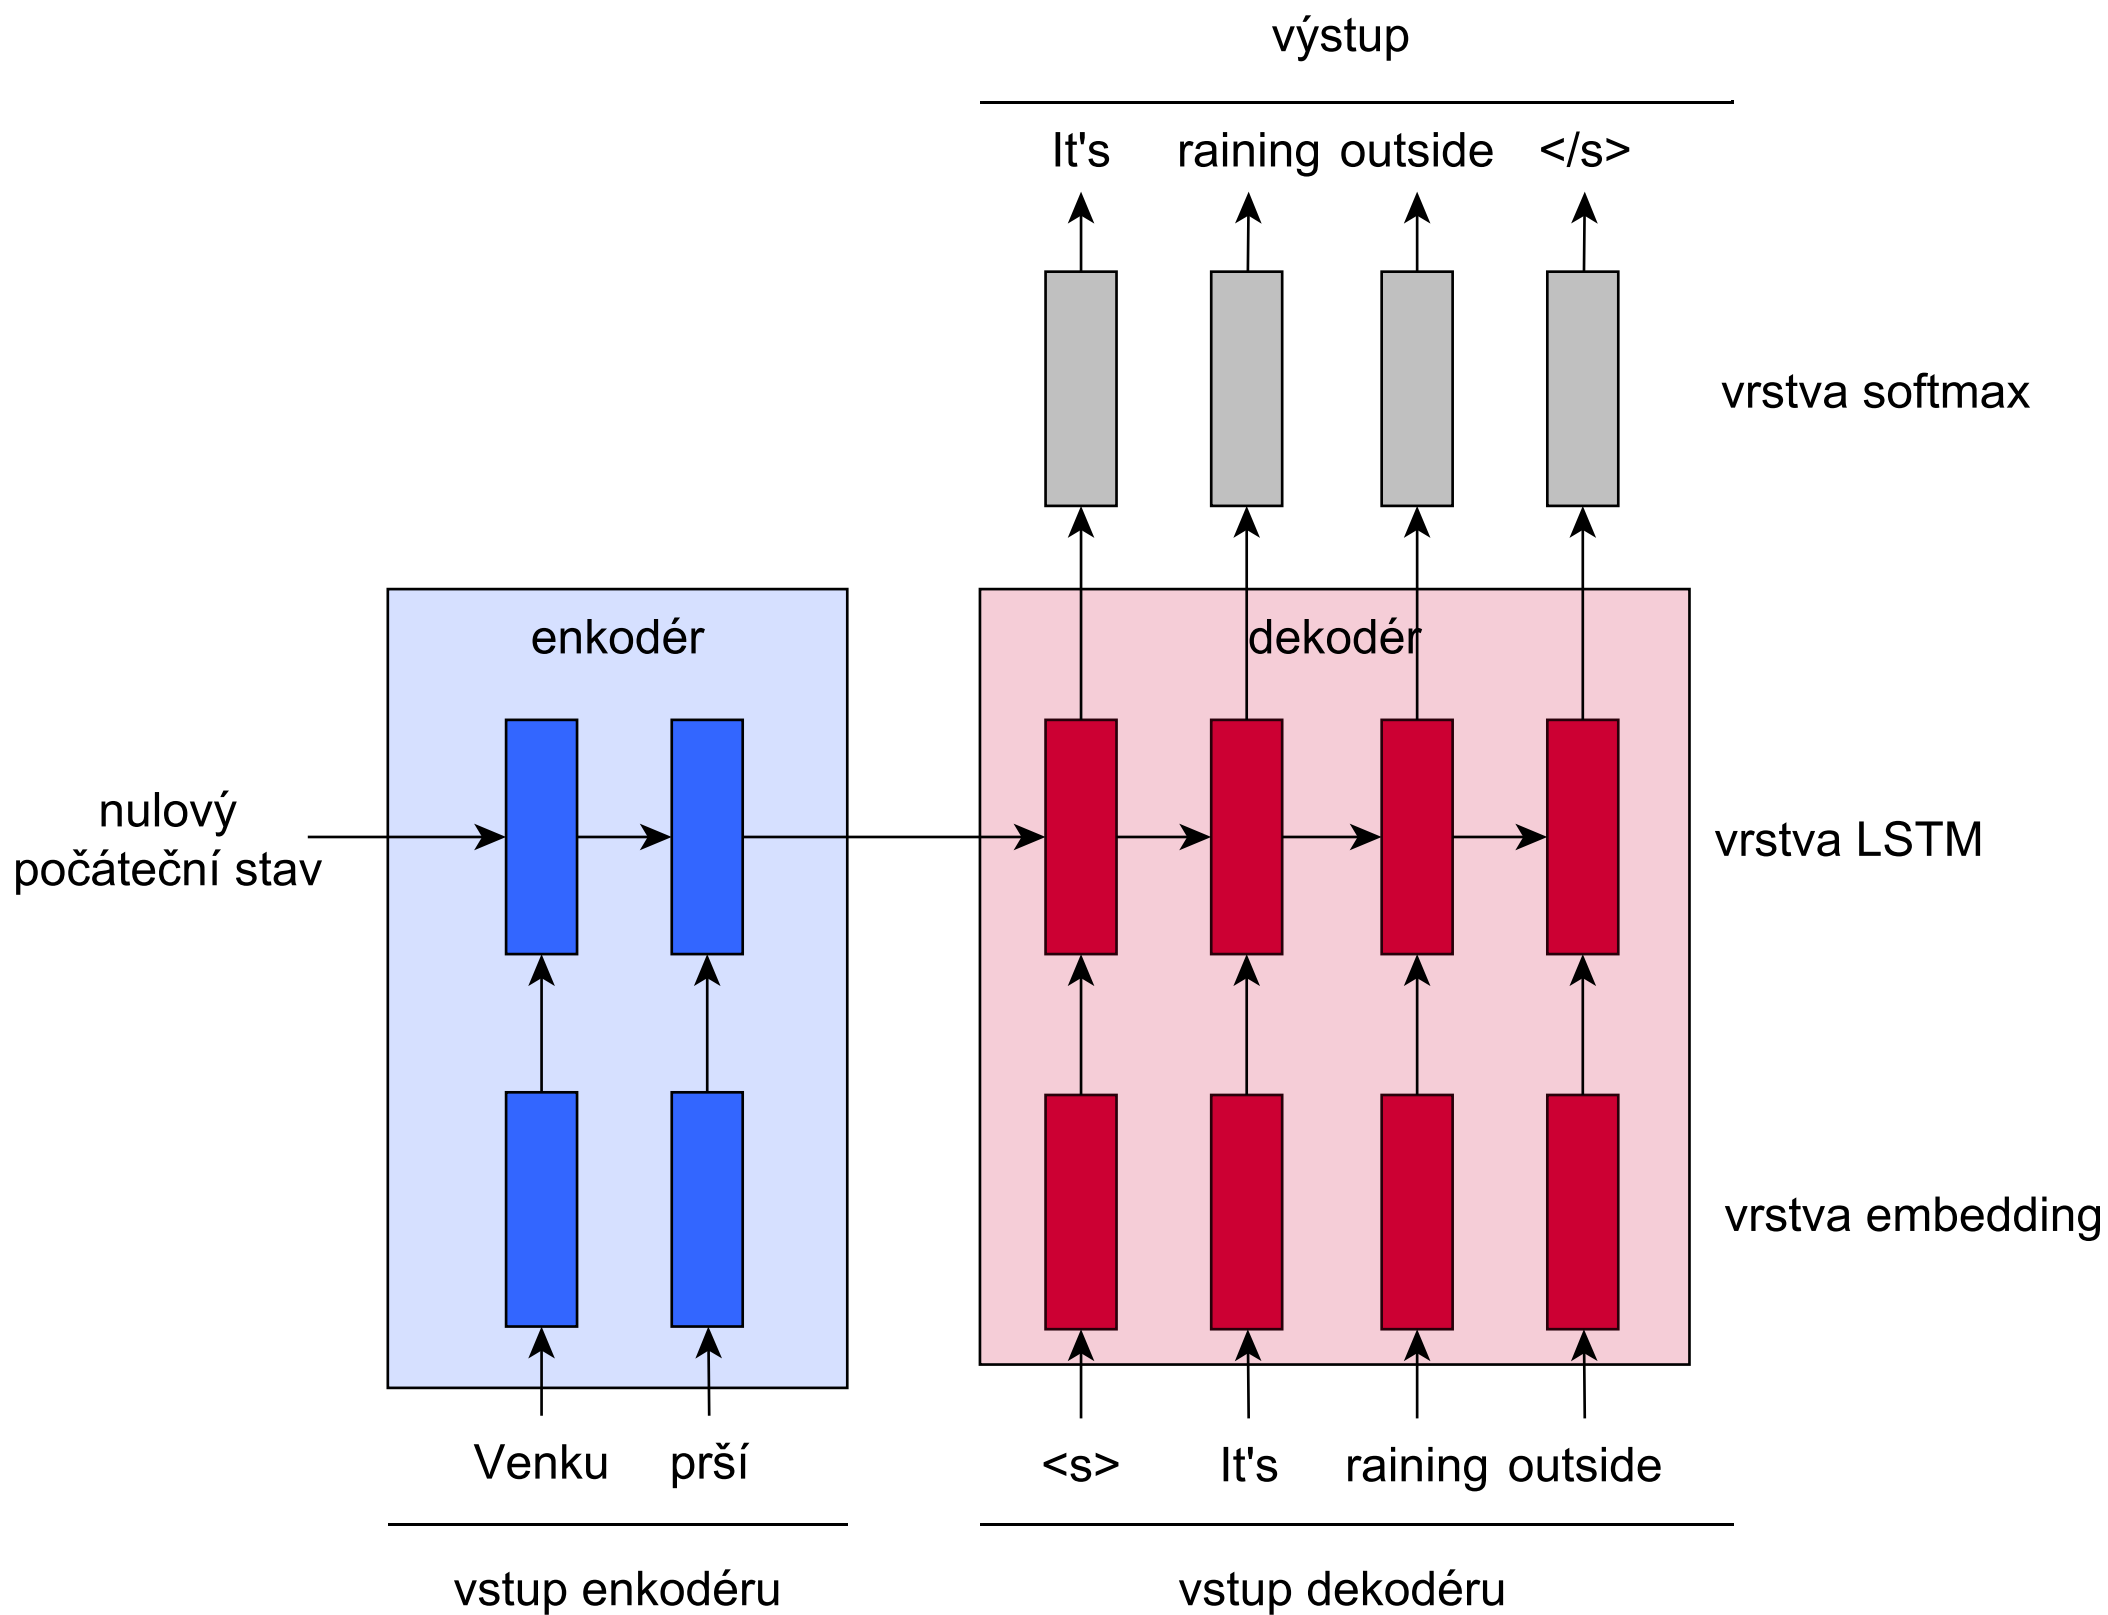 výstup
It's raining outside </s>
vrstva softmax
enkodér
dekodér
nulový
počáteční stav
vrstva LSTM
vrstva embedding
Venku prší
<s> It's raining outside
vstup enkodéru
vstup dekodéru